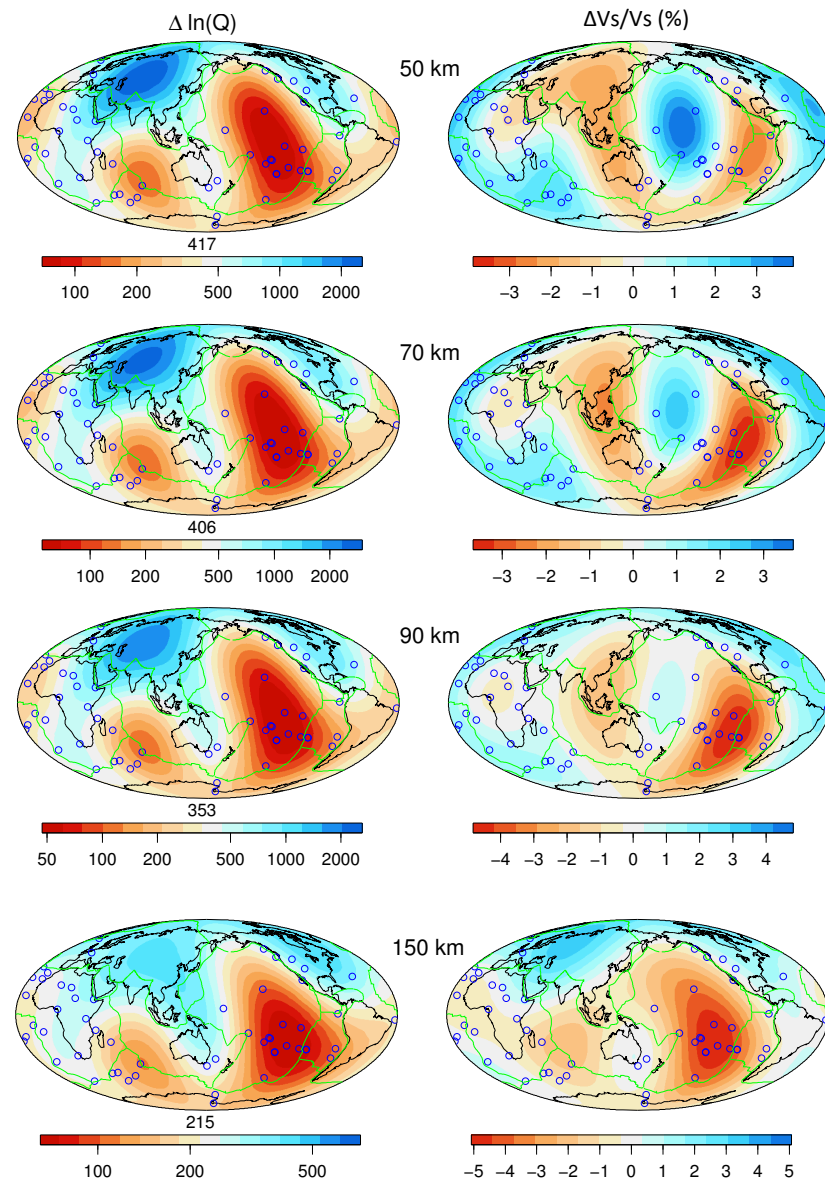 Δ ln(Q)
ΔVs/Vs (%)
50 km
417
100 200 500 1000 2000
−3 −2 −1 0 1 2 3
70 km
406
100 200 500 1000 2000
−3 −2 −1 0 1 2 3
90 km
353
50 100 200 500 1000 2000
−4 −3 −2 −1 0 1 2 3 4
150 km
215
100 200 500
−5 −4 −3 −2 −1 0 1 2 3 4 5